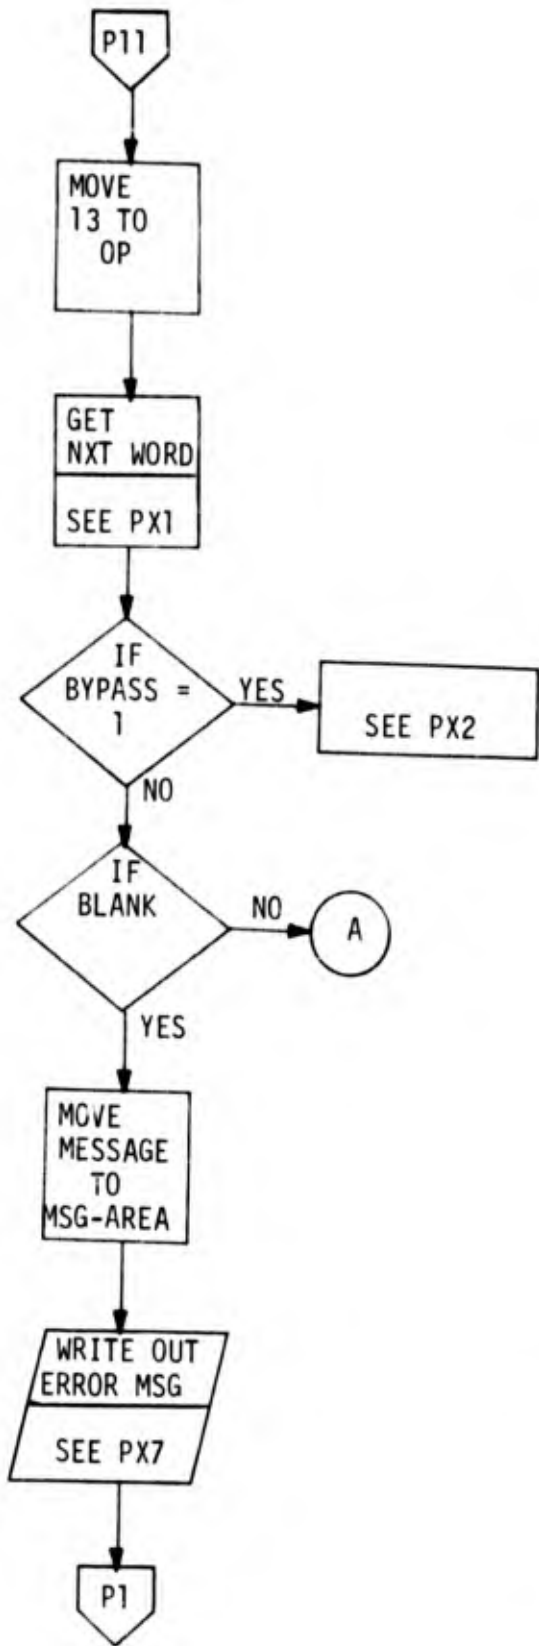 P11
MOVE
13 TO
OP
GET
NXT WORD
SEE PX1
IF
BYPASS =
1
YES
SEE PX2
NO
IF
BLANK
NO
A
YES
MOVE
MESSAGE
TO
MSG-AREA
WRITE OUT
ERROR MSG
SEE PX7
P1